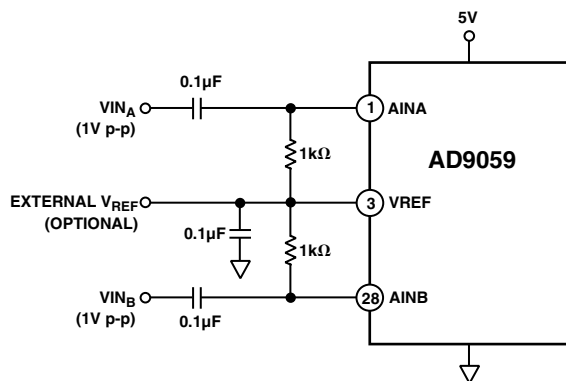 5V
0.1µF
VINA
(1V p-p)
1
AINA
1kΩ
AD9059
EXTERNAL VREF
(OPTIONAL)
3
VREF
0.1µF
1kΩ
VINB
(1V p-p)
0.1µF
28
AINB